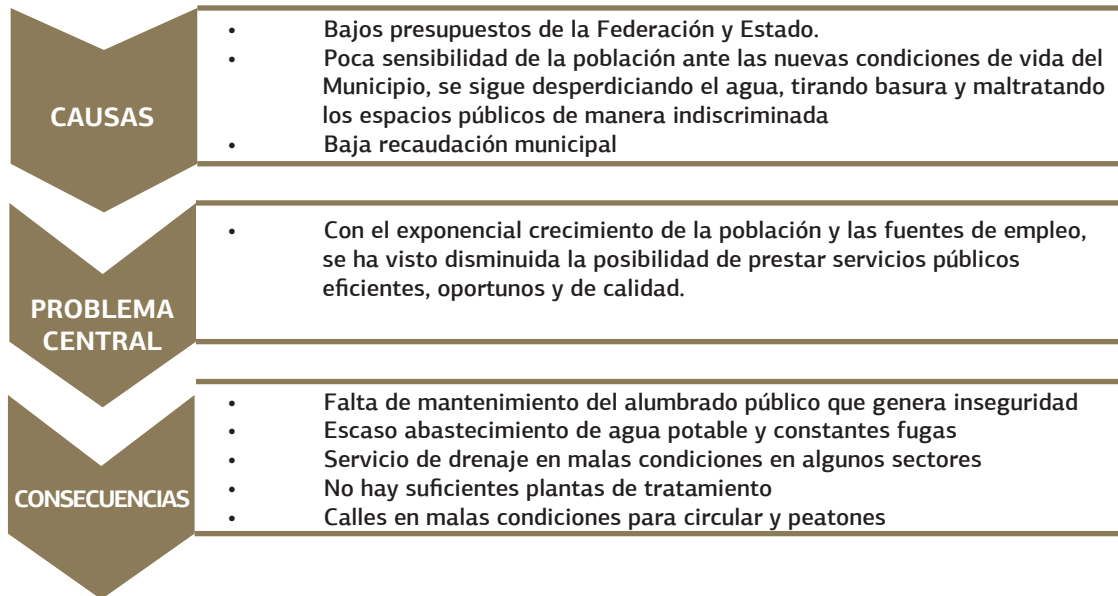 CAUSAS
• Bajos presupuestos de la Federación y Estado.
• Poca sensibilidad de la población ante las nuevas condiciones de vida del
Municipio, se sigue desperdiciando el agua, tirando basura y maltratando
los espacios públicos de manera indiscriminada
• Baja recaudación municipal
PROBLEMA
CENTRAL
• Con el exponencial crecimiento de la población y las fuentes de empleo,
se ha visto disminuida la posibilidad de prestar servicios públicos
eficientes, oportunos y de calidad.
CONSECUENCIAS
• Falta de mantenimiento del alumbrado público que genera inseguridad
• Escaso abastecimiento de agua potable y constantes fugas
• Servicio de drenaje en malas condiciones en algunos sectores
• No hay suficientes plantas de tratamiento
• Calles en malas condiciones para circular y peatones